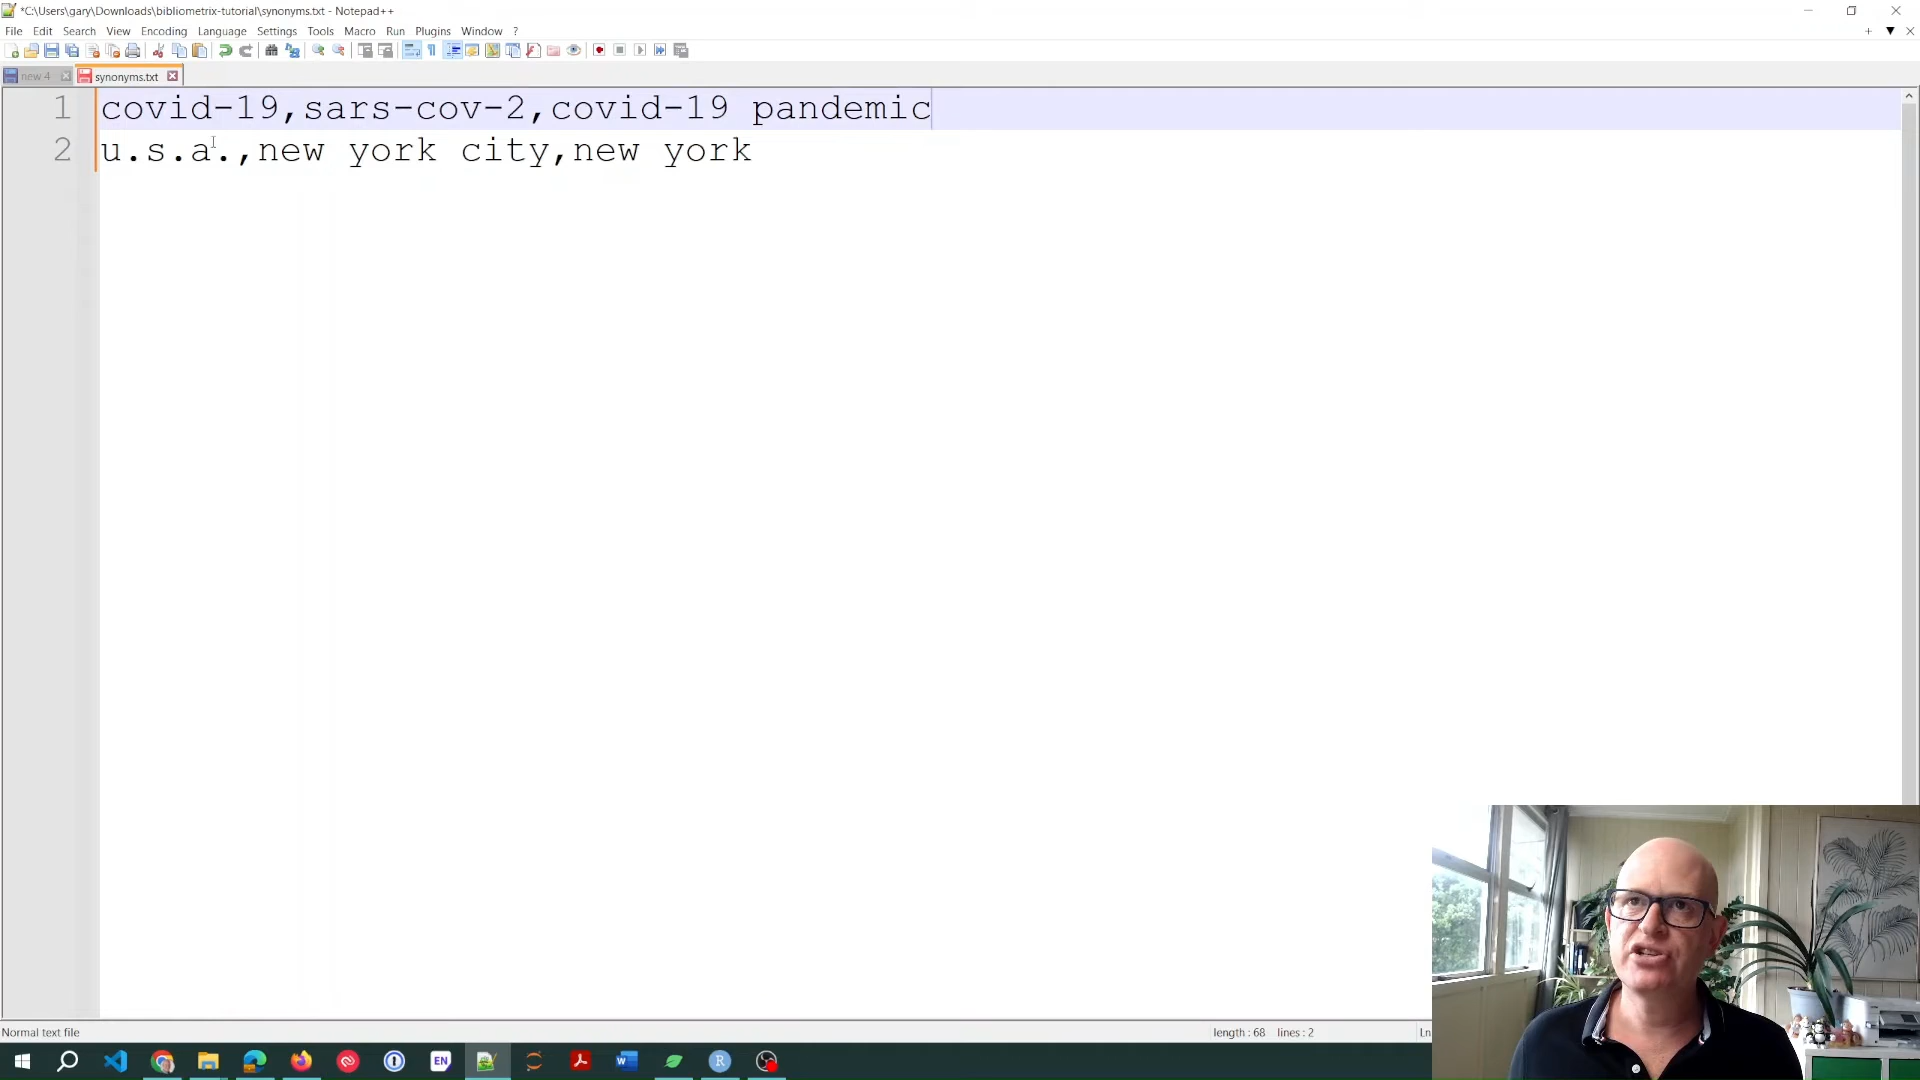 *C:\Users\gary\Downloads\bibliometrix-tutorial\synonyms.txt - Notepad++
File Edit Search View Encoding Language Settings Tools Macro Run Plugins Window ?
new 4 synonyms.txt
1 covid-19,sars-cov-2,covid-19 pandemic
2 u.s.a.,new york city,new york
Normal text file length : 68 lines : 2 Ln
EN R